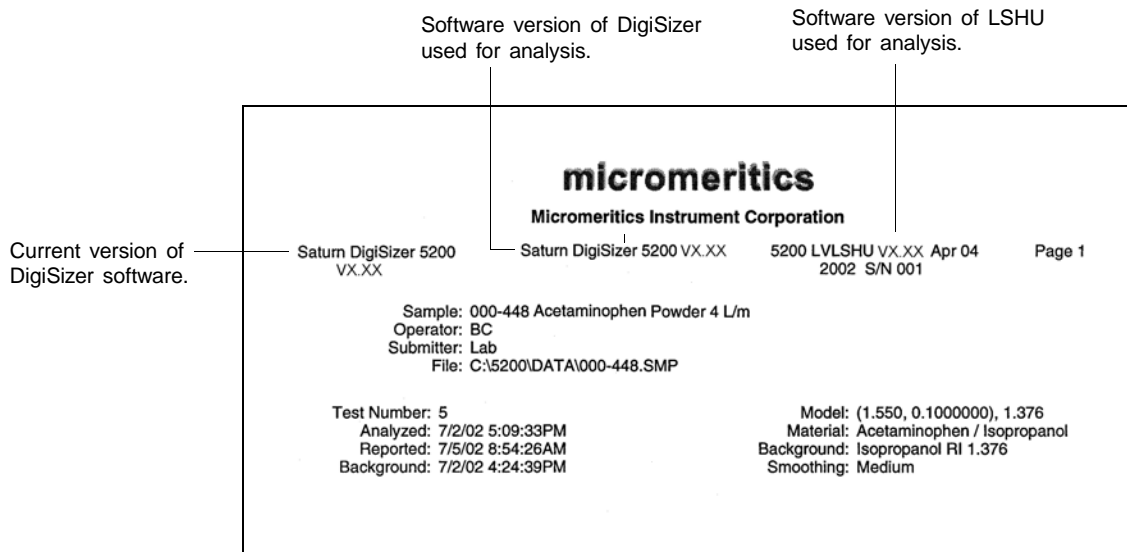 Software version of DigiSizer
used for analysis.
Software version of LSHU
used for analysis.
micromeritics
Micromeritics Instrument Corporation
Current version of
DigiSizer software.
Saturn DigiSizer 5200
VX.XX
Saturn DigiSizer 5200 VX.XX
5200 LVLSHU VX.XX Apr 04
2002 S/N 001
Page 1
Sample: 000-448 Acetaminophen Powder 4 L/m
Operator: BC
Submitter: Lab
File: C:\5200\DATA\000-448.SMP
Test Number: 5
Analyzed: 7/2/02 5:09:33PM
Reported: 7/5/02 8:54:26AM
Background: 7/2/02 4:24:39PM
Model: (1.550, 0.1000000), 1.376
Material: Acetaminophen / Isopropanol
Background: Isopropanol RI 1.376
Smoothing: Medium